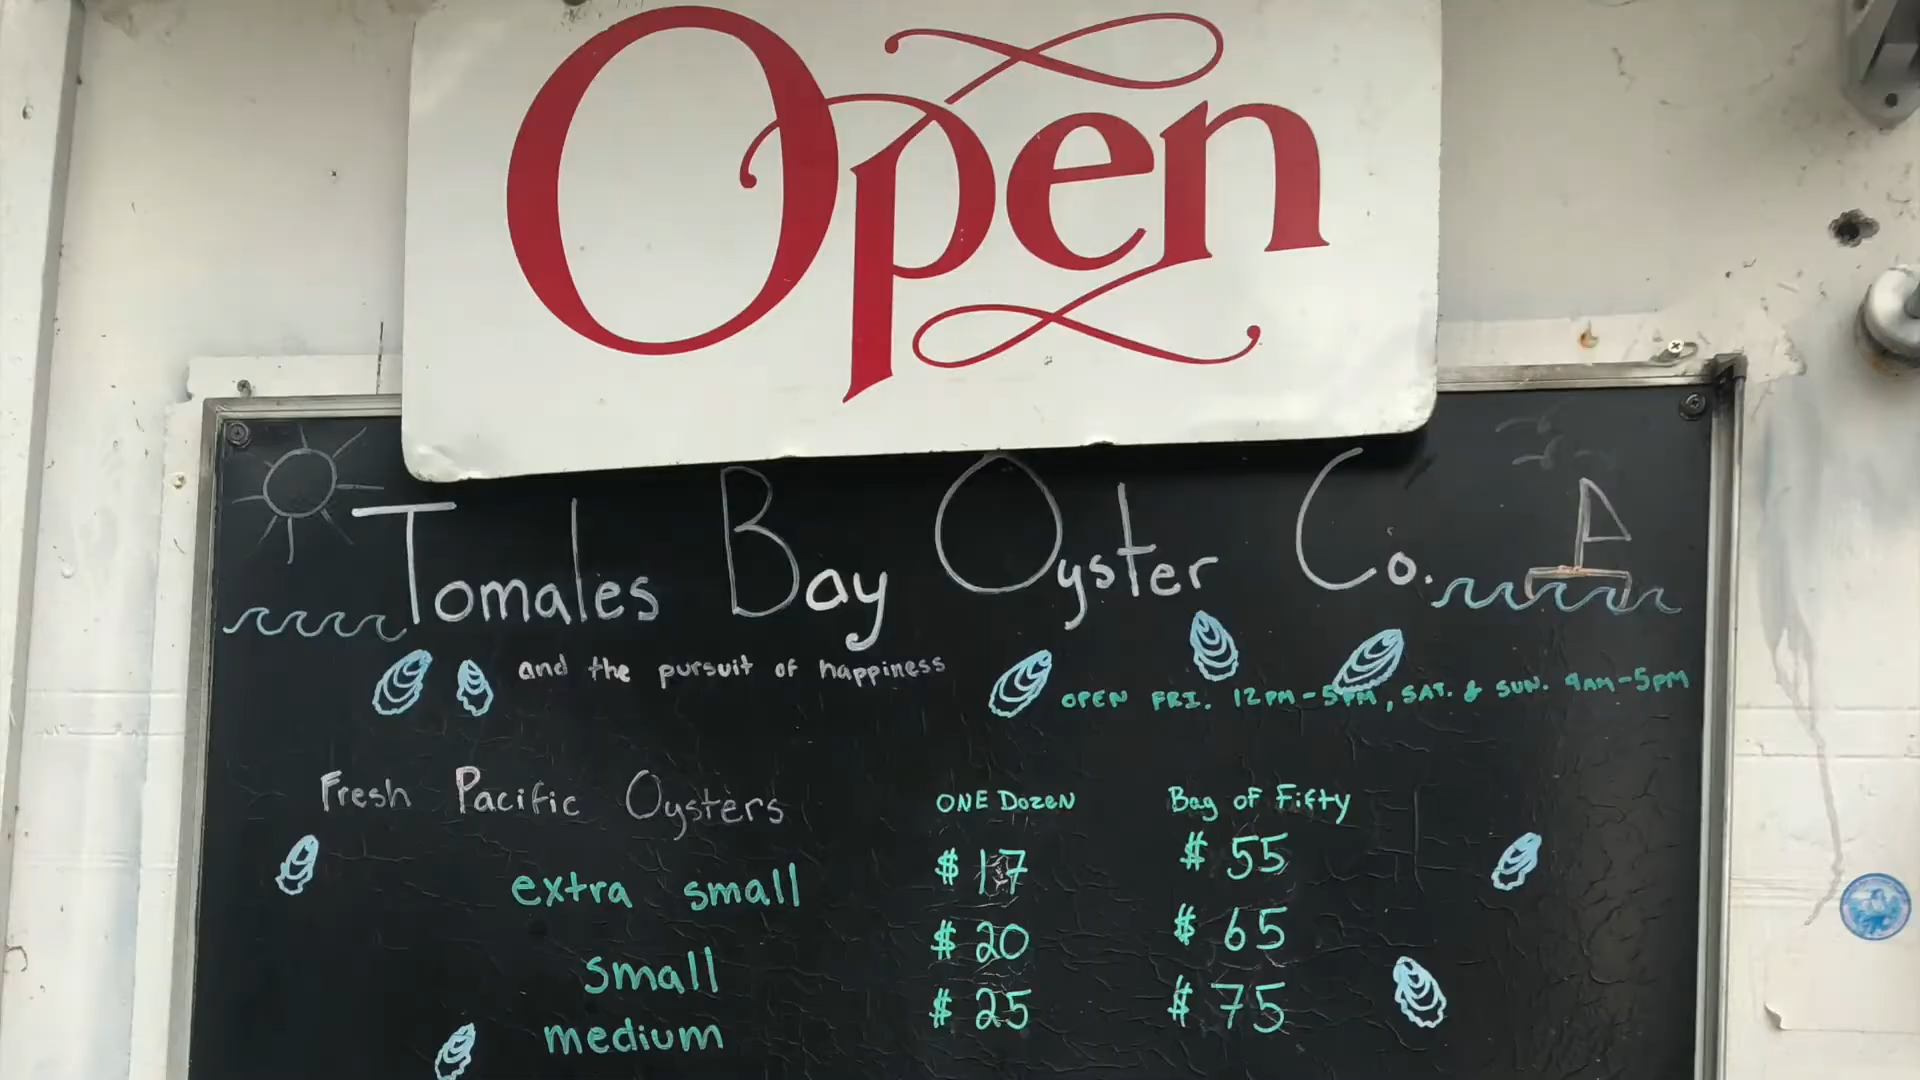 Open
Tomales Bay Oyster Co.
and the pursuit of happiness
OPEN FRI. 12PM-5PM, SAT. & SUN. 9AM-5PM
Fresh Pacific Oysters ONE DOZEN Bag of Fifty
extra small $17 $55
small $20 $65
medium $25 $75